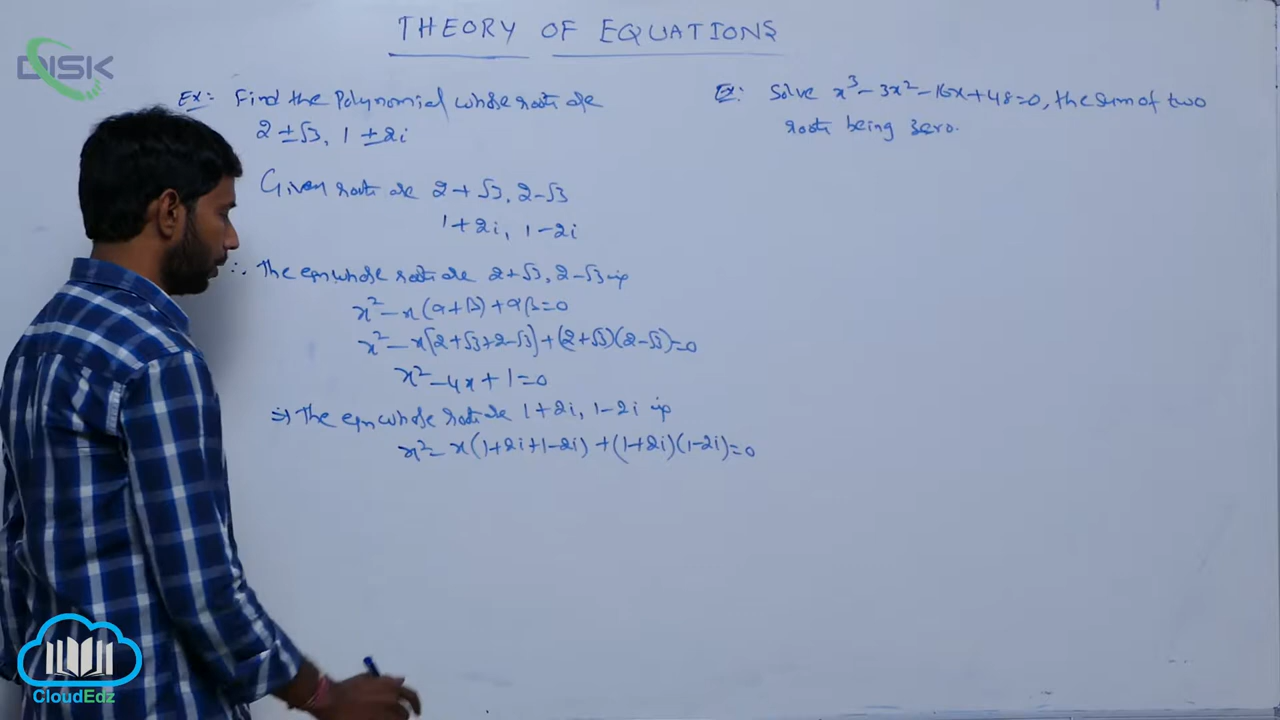 THEORY OF EQUATIONS
DISK
Ex: Find the Polynomial whose roots are
2 ± √3, 1 ± 2i
Given roots are 2+√3, 2-√3
1+2i, 1-2i
∴ The eqn whose roots are 2+√3, 2-√3 is
x² - x(α+β) + αβ = 0
x² - x[2+√3+2-√3] + (2+√3)(2-√3) = 0
x² - 4x + 1 = 0
⇒ The eqn whose roots are 1+2i, 1-2i is
x² - x(1+2i+1-2i) + (1+2i)(1-2i) = 0
Ex: Solve x³ - 3x² - 16x + 48 = 0, the sum of two
roots being zero.
CloudEdz